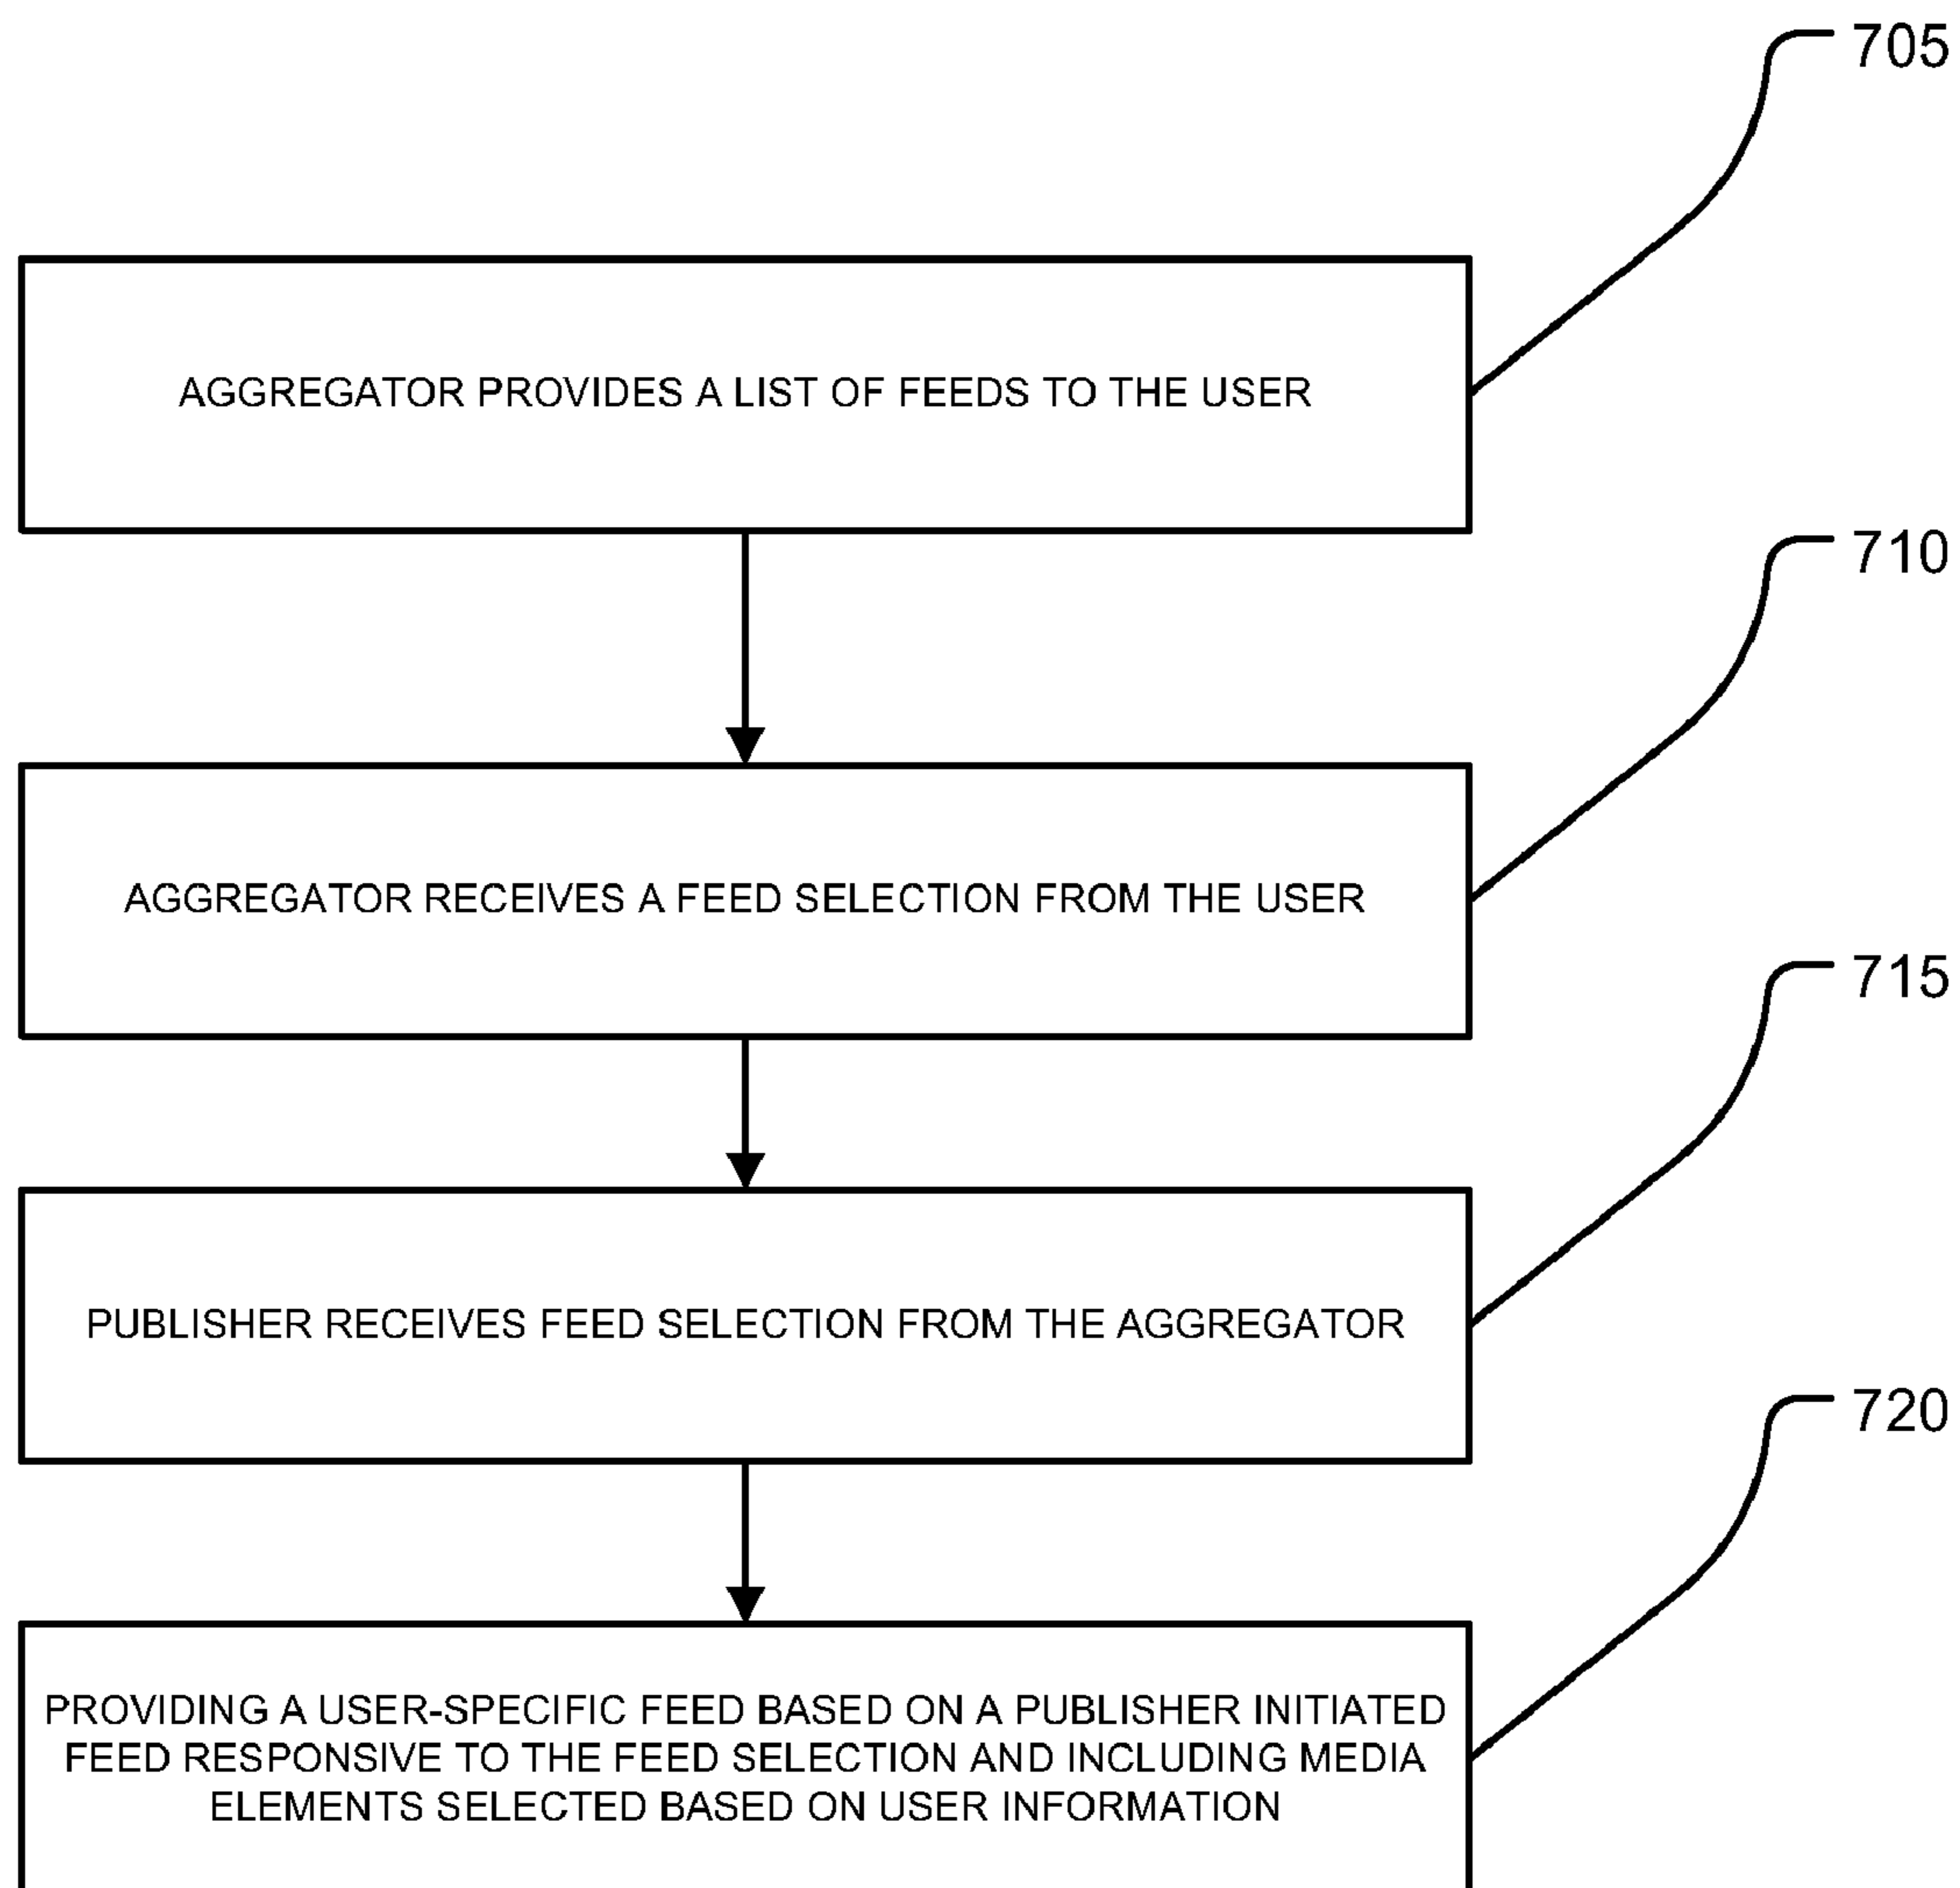 705
AGGREGATOR PROVIDES A LIST OF FEEDS TO THE USER
710
AGGREGATOR RECEIVES A FEED SELECTION FROM THE USER
715
PUBLISHER RECEIVES FEED SELECTION FROM THE AGGREGATOR
720
PROVIDING A USER-SPECIFIC FEED BASED ON A PUBLISHER INITIATED
FEED RESPONSIVE TO THE FEED SELECTION AND INCLUDING MEDIA
ELEMENTS SELECTED BASED ON USER INFORMATION